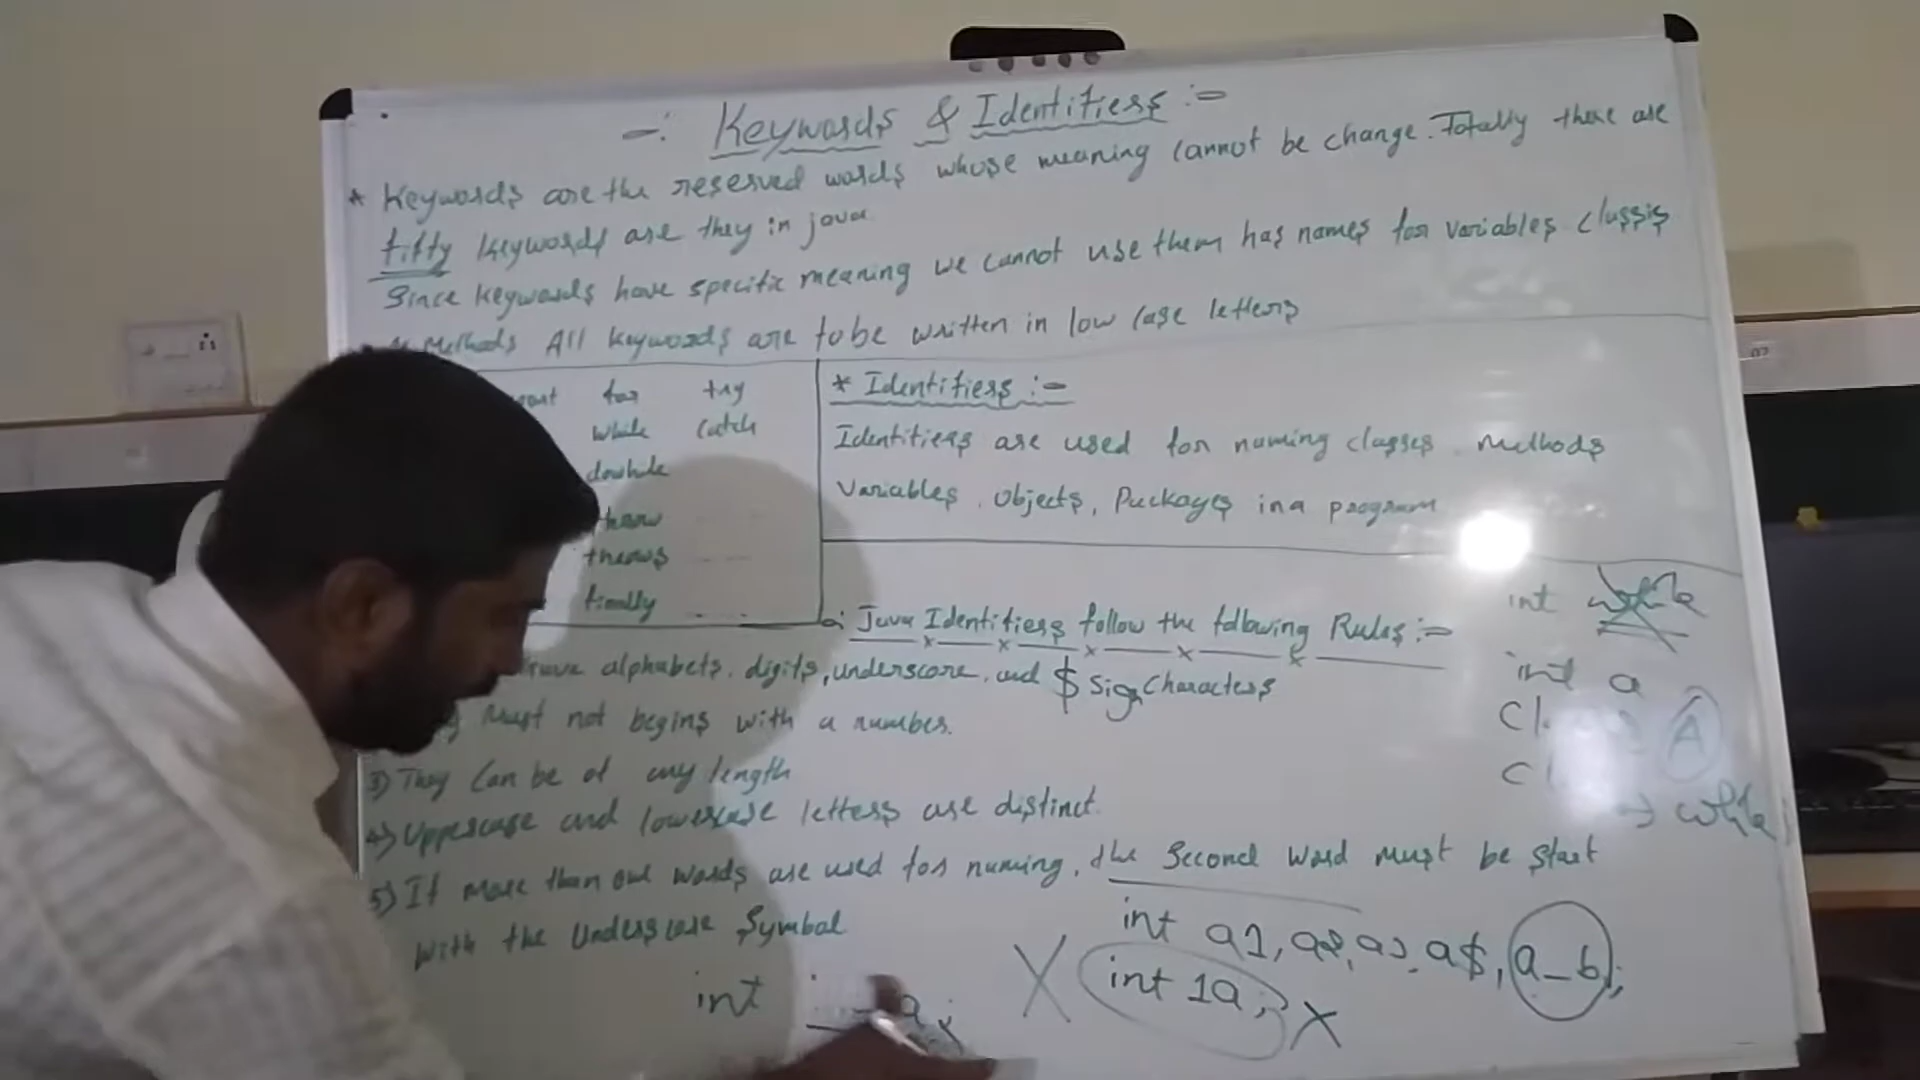 -: Keywords & Identifiers :-
* Keywords are the reserved words whose meaning cannot be change. Totally there are
fifty keywords are they in java
Since keywords have specific meaning we cannot use them has names for variables classis
Methods All keywords are to be written in low case letters
for try
while catch
dowhile
throw
throws
finally
* Identifiers :-
Identifiers are used for naming classes Methods
Variables, Objects, Packages in a program
Java Identifiers follow the following Rules :-
alphabets, digits, underscore, and $ Sign Characters
Must not begins with a number.
3) They Can be of any length
4) Uppercase and lowercase letters are distinct.
5) If more than one words are used for naming, the Second Word Must be Start
With the Underscore Symbol
int while
int a
A
→ while
int a1, a2, a3, a$, a_b;
X int 1a; X
int a;